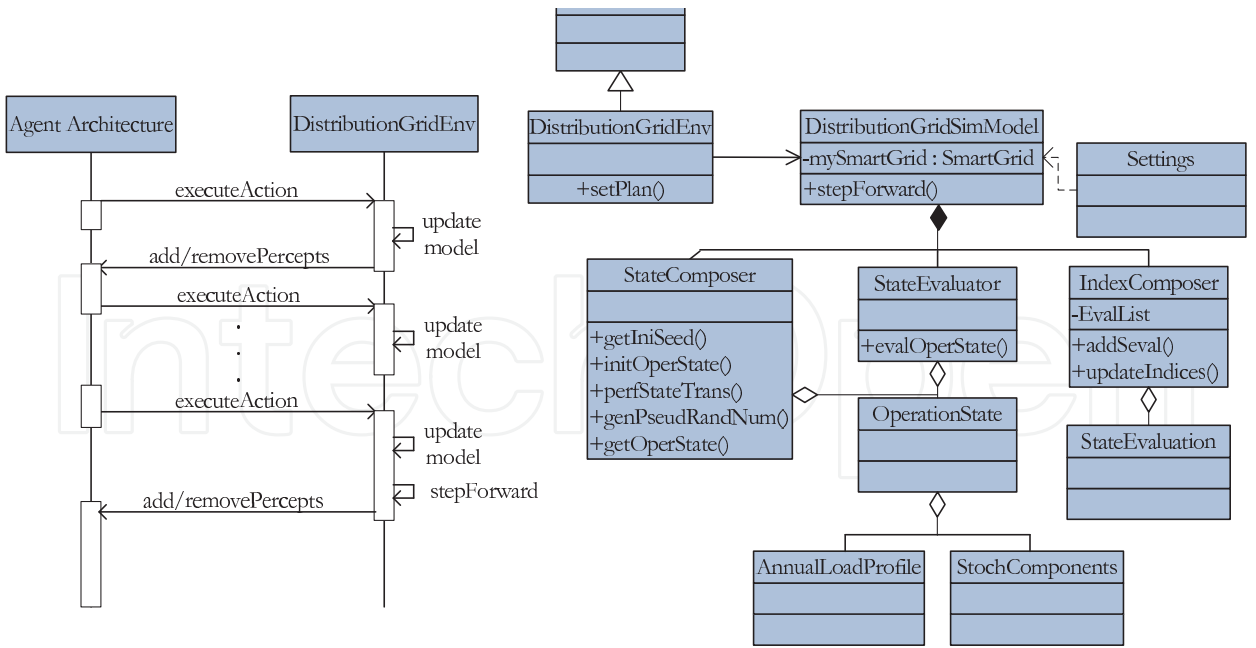 Agent Architecture
DistributionGridEnv
executeAction
update
model
add/removePercepts
executeAction
update
model
executeAction
update
model
stepForward
add/removePercepts
DistributionGridEnv
+setPlan()
DistributionGridSimModel
-mySmartGrid : SmartGrid
+stepForward()
Settings
StateComposer
+getIniSeed()
+initOperState()
+perfStateTrans()
+genPseudRandNum()
+getOperState()
StateEvaluator
+evalOperState()
IndexComposer
-EvalList
+addSeval()
+updateIndices()
OperationState
StateEvaluation
AnnualLoadProfile
StochComponents
IntechOpen